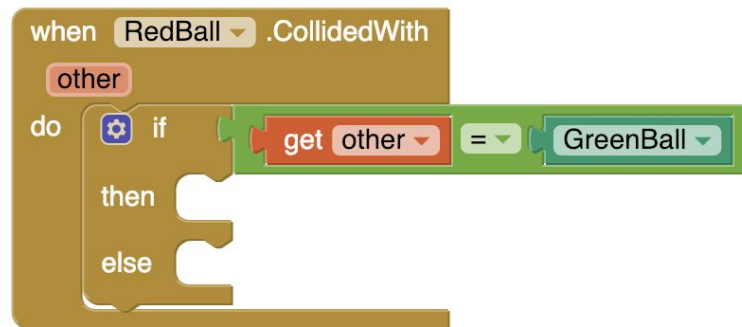 when RedBall .CollidedWith
other
do if get other = GreenBall
then
else